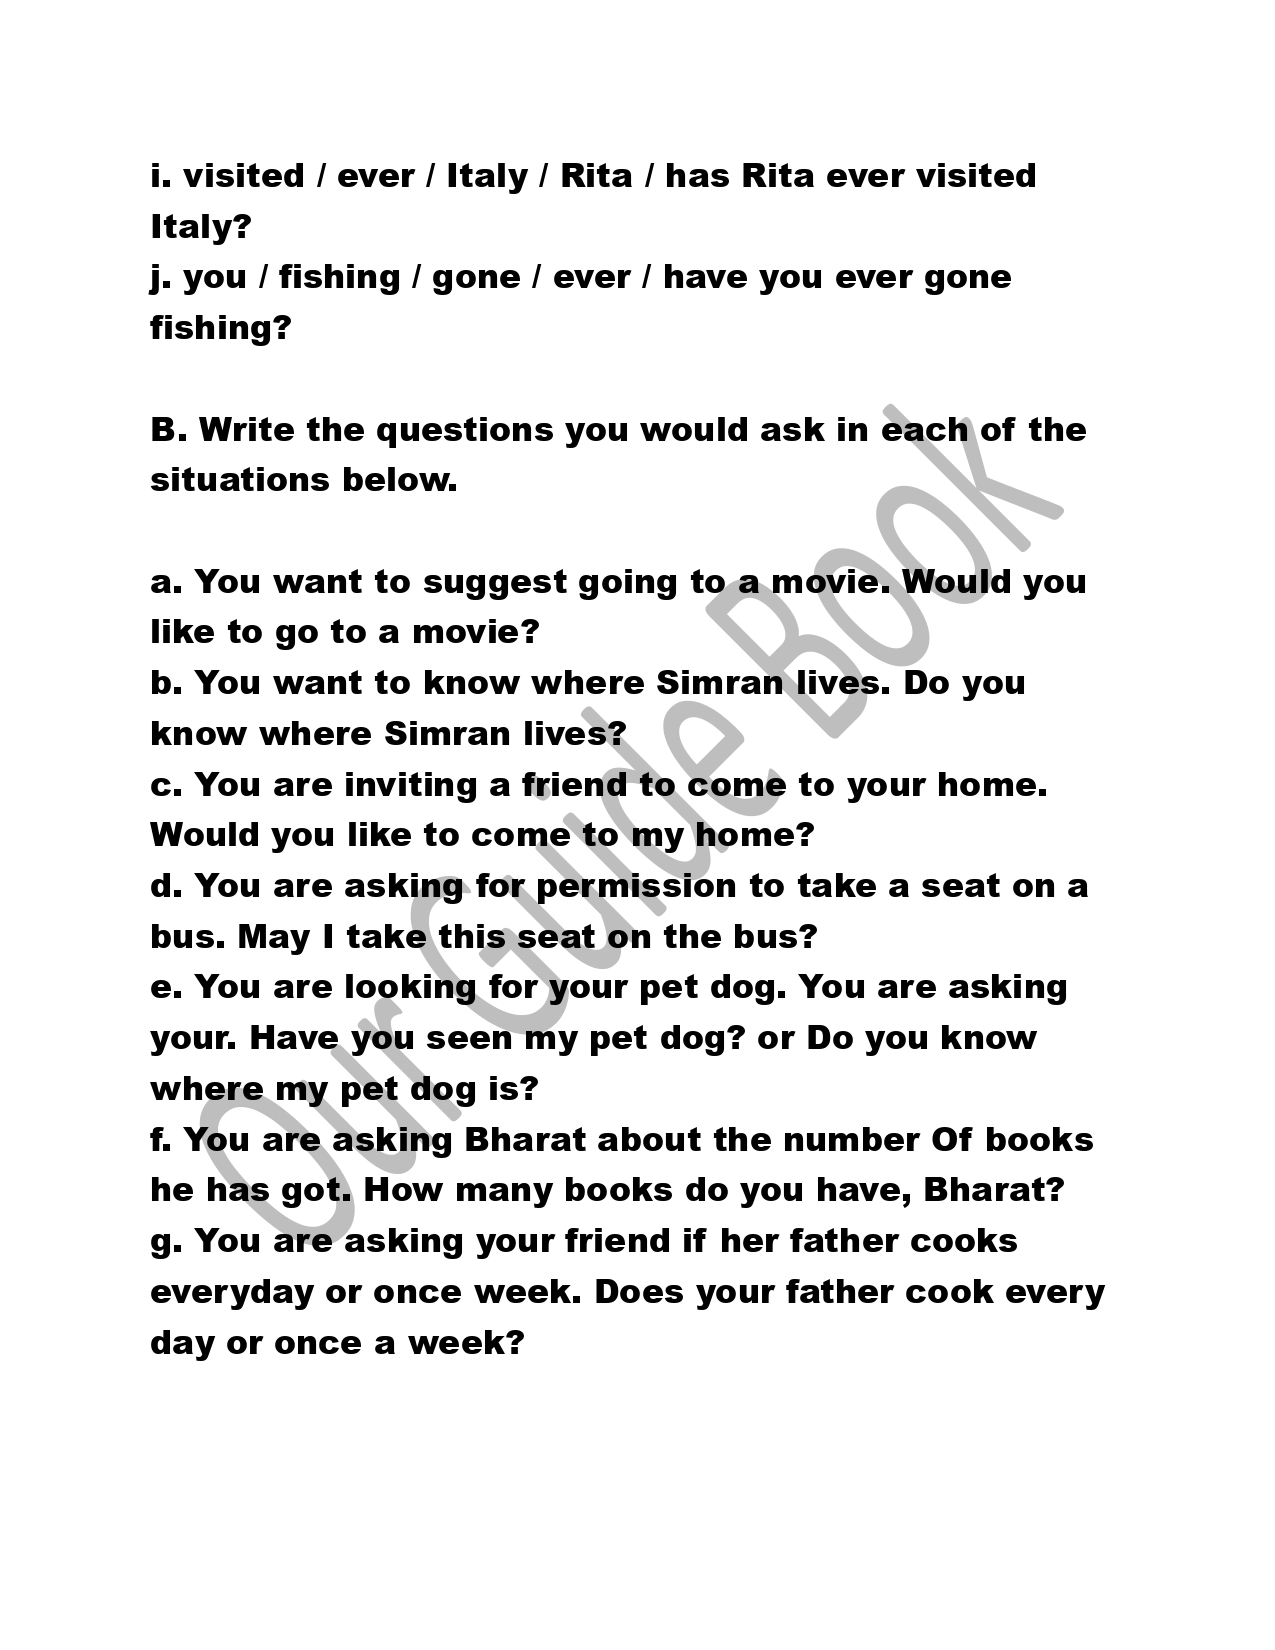 i. visited / ever / Italy / Rita / has Rita ever visited
Italy?
j. you / fishing / gone / ever / have you ever gone
fishing?
B. Write the questions you would ask in each of the
situations below.
a. You want to suggest going to a movie. Would you
like to go to a movie?
b. You want to know where Simran lives. Do you
know where Simran lives?
c. You are inviting a friend to come to your home.
Would you like to come to my home?
d. You are asking for permission to take a seat on a
bus. May I take this seat on the bus?
e. You are looking for your pet dog. You are asking
your. Have you seen my pet dog? or Do you know
where my pet dog is?
f. You are asking Bharat about the number Of books
he has got. How many books do you have, Bharat?
g. You are asking your friend if her father cooks
everyday or once week. Does your father cook every
day or once a week?
Our Guide Book